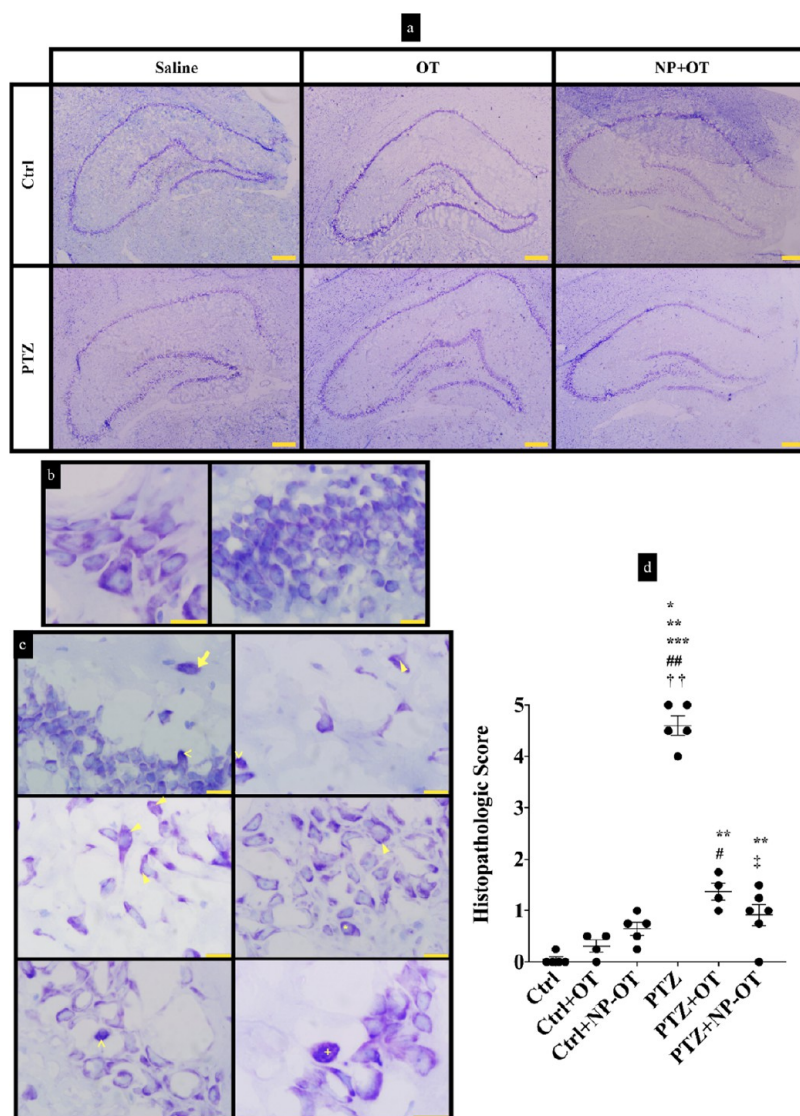 a
Saline OT NP+OT
Ctrl
PTZ
b
c
d
*
**
***
##
† †
**
#
**
‡
Histopathologic Score
5
4
3
2
1
0
Ctrl
Ctrl+OT
Ctrl+NP-OT
PTZ
PTZ+OT
PTZ+NP-OT